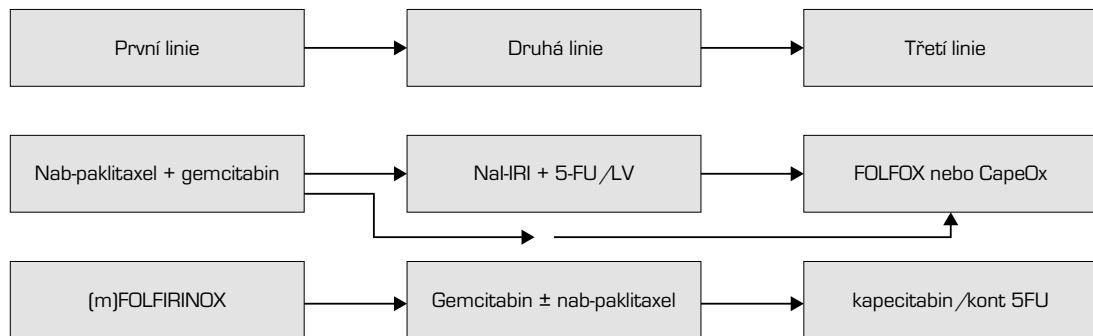 První linie
Druhá linie
Třetí linie
Nab-paklitaxel + gemcitabin
Nal-IRI + 5-FU/LV
FOLFOX nebo CapeOx
(m)FOLFIRINOX
Gemcitabin ± nab-paklitaxel
kapecitabin/kont 5FU